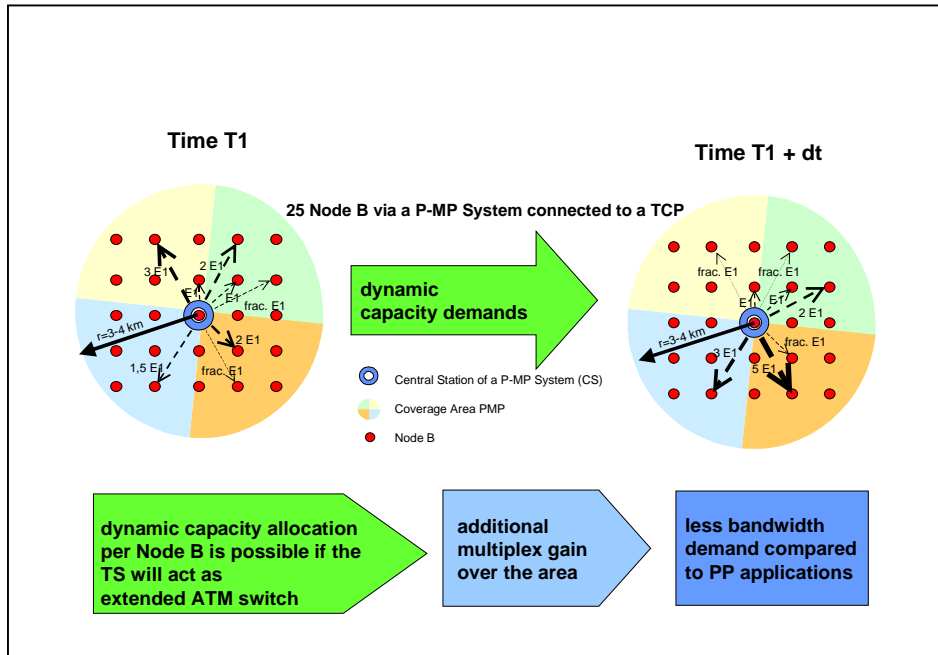 Time T1
Time T1 + dt
25 Node B via a P-MP System connected to a TCP
3 E1
2 E1
E1
E1
frac. E1
r=3-4 km
2 E1
1,5 E1
frac. E1
dynamic
capacity demands
frac. E1
frac. E1
E1
E1
2 E1
r=3-4 km
3 E1
5 E1
frac. E1
Central Station of a P-MP System (CS)
Coverage Area PMP
Node B
dynamic capacity allocation
per Node B is possible if the
TS will act as
extended ATM switch
additional
multiplex gain
over the area
less bandwidth
demand compared
to PP applications